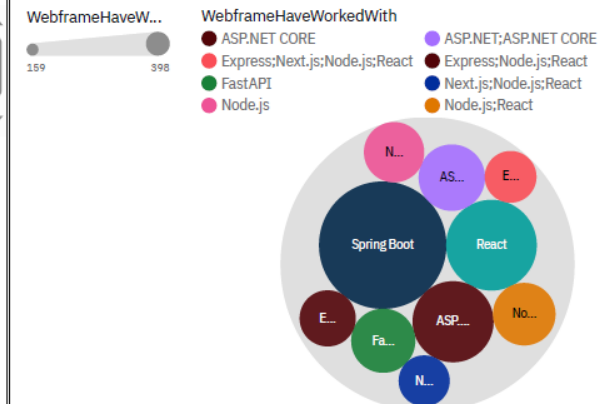 WebframeHaveW...
159 398
WebframeHaveWorkedWith
ASP.NET CORE ASP.NET;ASP.NET CORE
Express;Next.js;Node.js;React Express;Node.js;React
FastAPI Next.js;Node.js;React
Node.js Node.js;React
N...
AS... E...
Spring Boot React
E... ASP.... No...
Fa...
N...